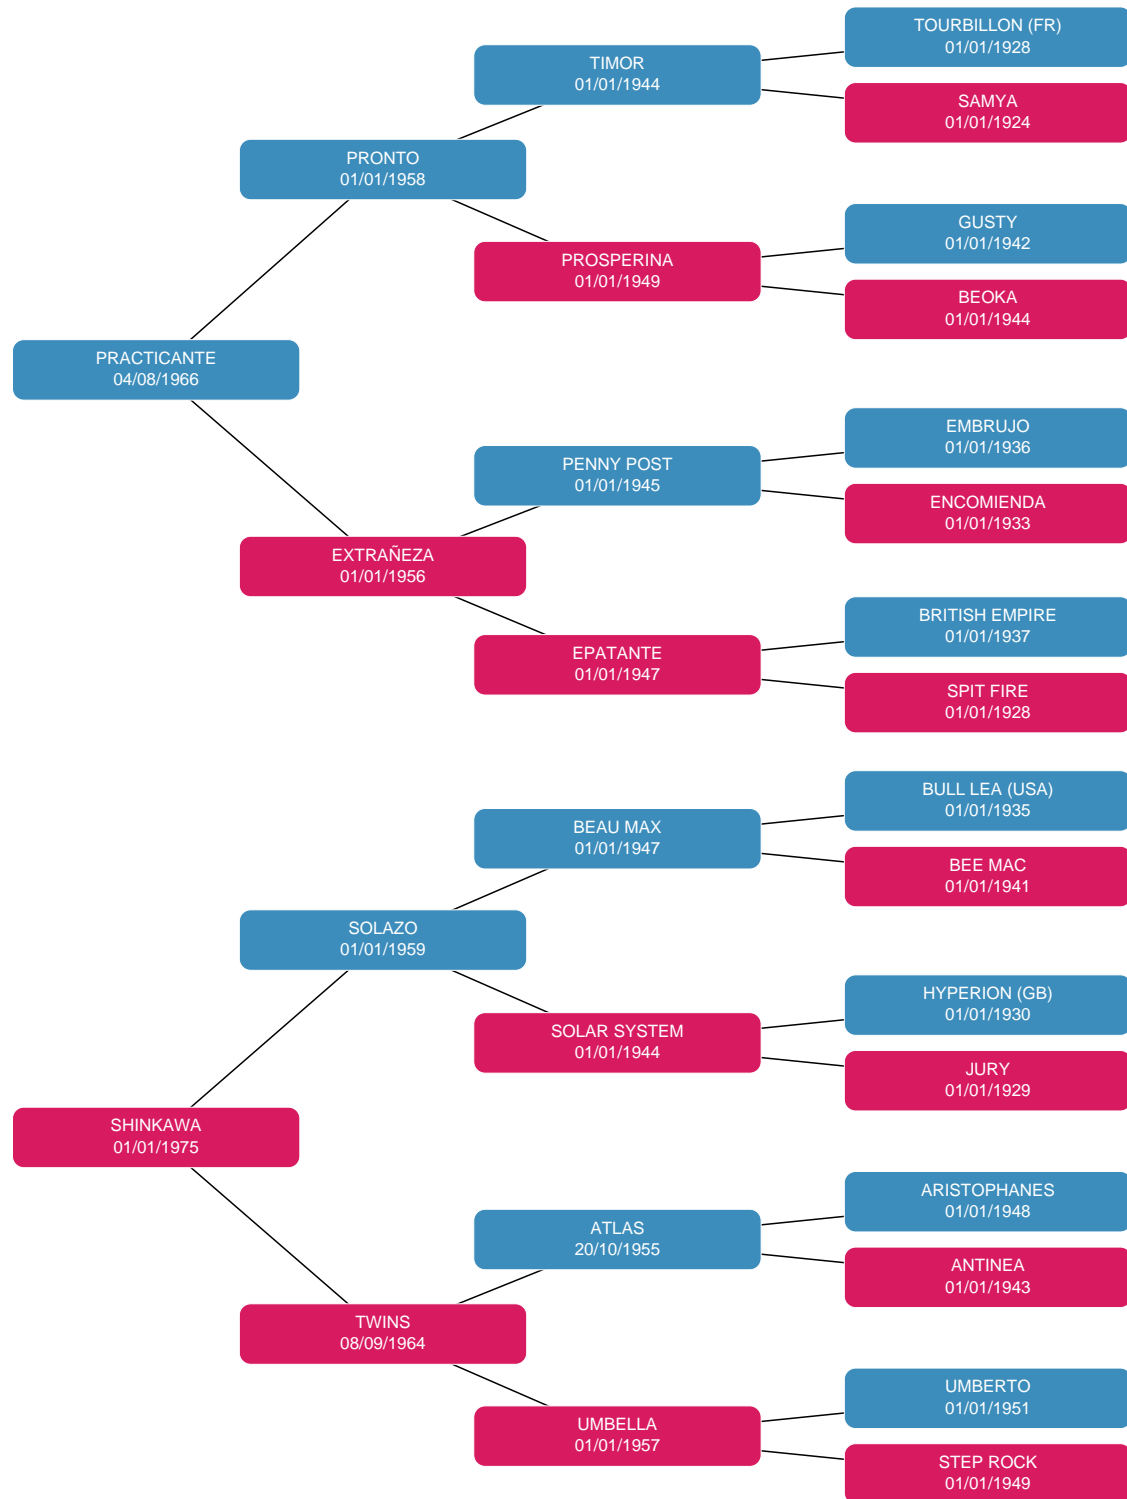 TOURBILLON (FR)
01/01/1928
TIMOR
01/01/1944
SAMYA
01/01/1924
PRONTO
01/01/1958
GUSTY
01/01/1942
PROSPERINA
01/01/1949
BEOKA
01/01/1944
PRACTICANTE
04/08/1966
EMBRUJO
01/01/1936
PENNY POST
01/01/1945
ENCOMIENDA
01/01/1933
EXTRAÑEZA
01/01/1956
BRITISH EMPIRE
01/01/1937
EPATANTE
01/01/1947
SPIT FIRE
01/01/1928
BULL LEA (USA)
01/01/1935
BEAU MAX
01/01/1947
BEE MAC
01/01/1941
SOLAZO
01/01/1959
HYPERION (GB)
01/01/1930
SOLAR SYSTEM
01/01/1944
JURY
01/01/1929
SHINKAWA
01/01/1975
ARISTOPHANES
01/01/1948
ATLAS
20/10/1955
ANTINEA
01/01/1943
TWINS
08/09/1964
UMBERTO
01/01/1951
UMBELLA
01/01/1957
STEP ROCK
01/01/1949